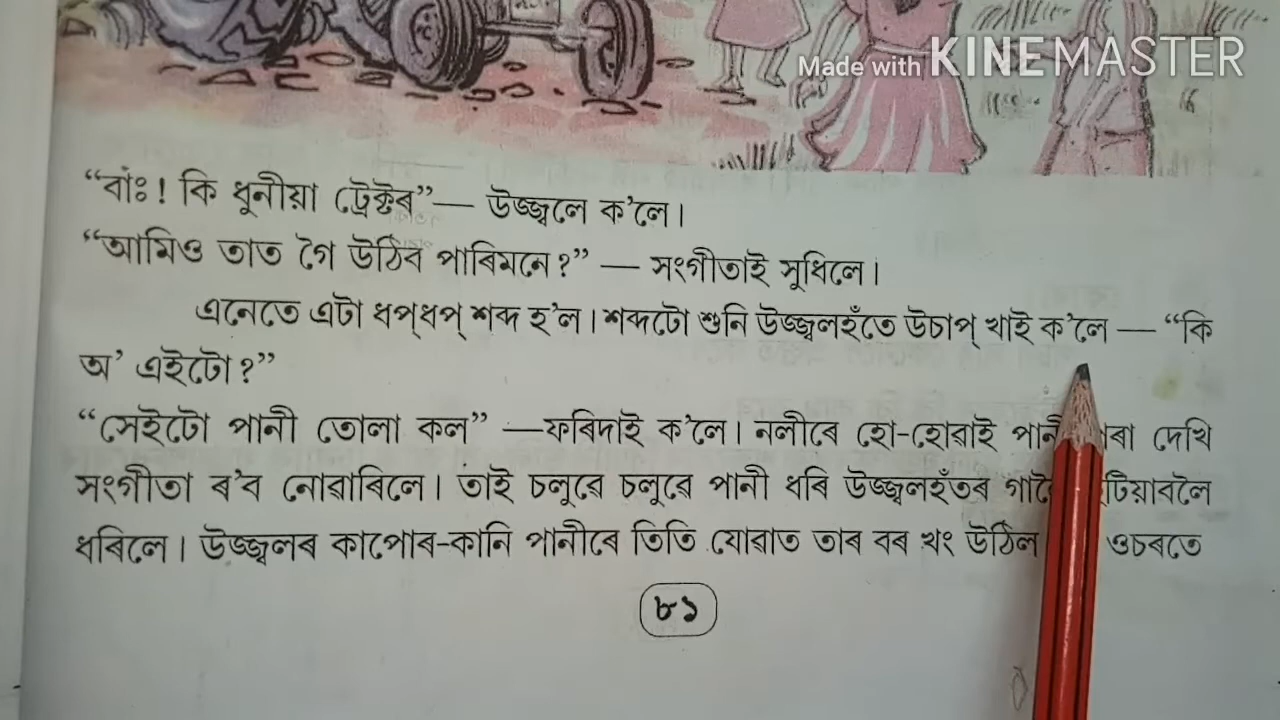 Made with KINEMASTER
“বাঃ! কি ধুনীয়া ট্ৰেক্টৰ”— উজ্জ্বলে ক'লে।
“আমিও তাত গৈ উঠিব পাৰিমনে?” — সংগীতাই সুধিলে।
এনেতে এটা ধপ্‌ধপ্ শব্দ হ'ল। শব্দটো শুনি উজ্জ্বলহঁতে উচাপ্ খাই ক'লে — “কি
অ' এইটো?”
“সেইটো পানী তোলা কল” —ফৰিদাই ক'লে। নলীৰে হো-হোৱাই দেখি
সংগীতা ৰ'ব নোৱাৰিলে। তাই চলুৱে চলুৱে পানী ধৰি উজ্জ্বলহঁতৰ
ধৰিলে। উজ্জ্বলৰ কাপোৰ-কানি পানীৰে তিতি যোৱাত তাৰ বৰ খং উঠিল ওচৰতে
৮১